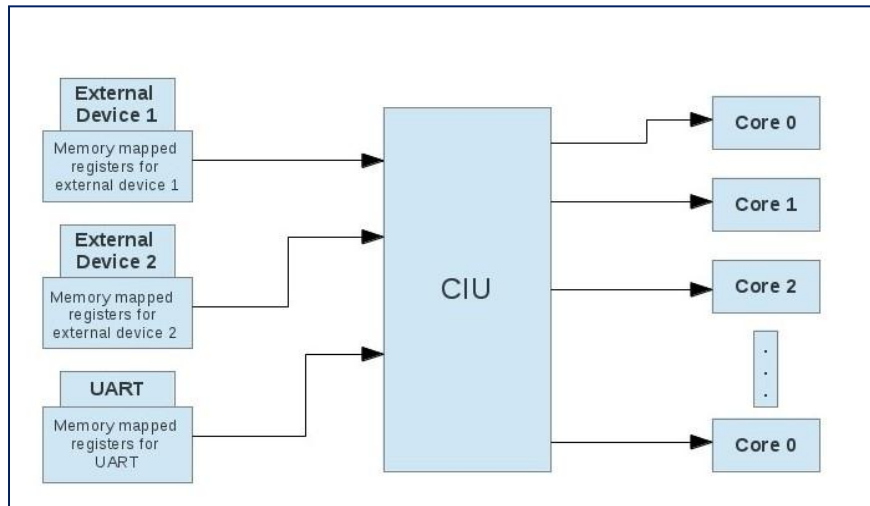 External
Device 1
Memory mapped
registers for
external device 1
External
Device 2
Memory mapped
registers for
external device 2
UART
Memory mapped
registers for
UART
CIU
Core 0
Core 1
Core 2
.
.
.
Core 0